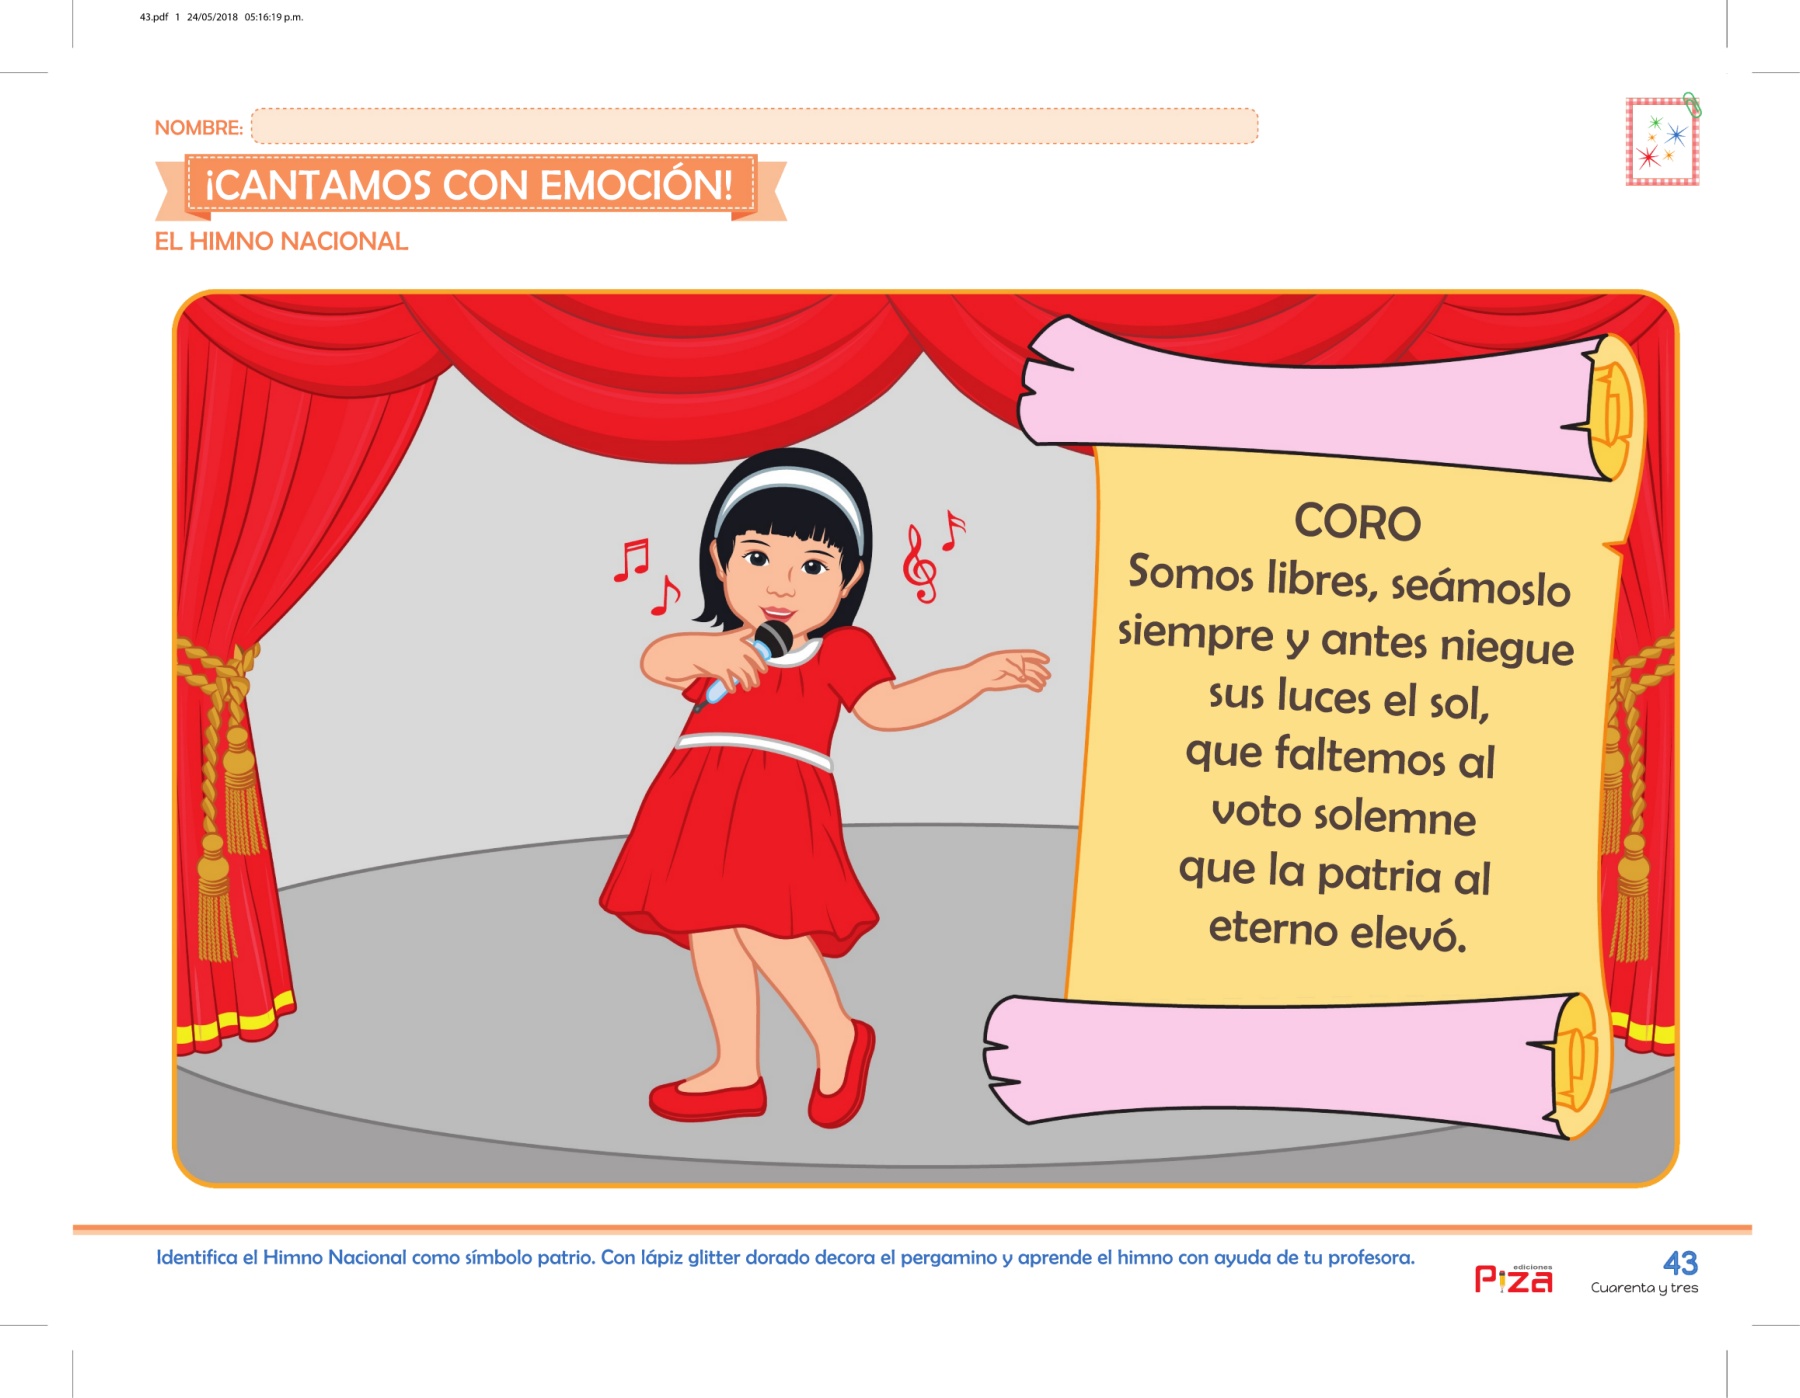 43.pdf 1 24/05/2018 05:16:19 p.m.
NOMBRE:
¡CANTAMOS CON EMOCIÓN!
EL HIMNO NACIONAL
CORO
Somos libres, seámoslo
siempre y antes niegue
sus luces el sol,
que faltemos al
voto solemne
que la patria al
eterno elevó.
Identifica el Himno Nacional como símbolo patrio. Con lápiz glitter dorado decora el pergamino y aprende el himno con ayuda de tu profesora.
ediciones
Piza
43
Cuarenta y tres